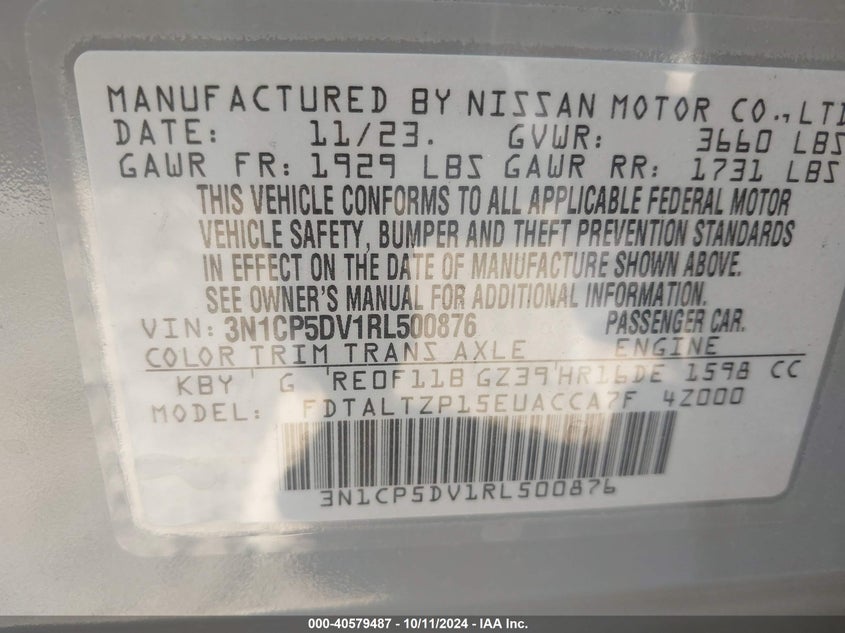 MANUFACTURED BY NISSAN MOTOR CO., LTD
DATE: 11/23. GVWR: 3660 LBS
GAWR FR: 1929 LBS GAWR RR: 1731 LBS
THIS VEHICLE CONFORMS TO ALL APPLICABLE FEDERAL MOTOR
VEHICLE SAFETY, BUMPER AND THEFT PREVENTION STANDARDS
IN EFFECT ON THE DATE OF MANUFACTURE SHOWN ABOVE.
SEE OWNER'S MANUAL FOR ADDITIONAL INFORMATION.
VIN: 3N1CP5DV1RL500876 PASSENGER CAR.
COLOR TRIM TRANS AXLE ENGINE
KBY G RE0F11B GZ39 HR16DE 1598 CC
MODEL: FDTALTZP15EUACCA7F 4Z000
3N1CP5DV1RL500876
000-40579487 - 10/11/2024 - IAA Inc.